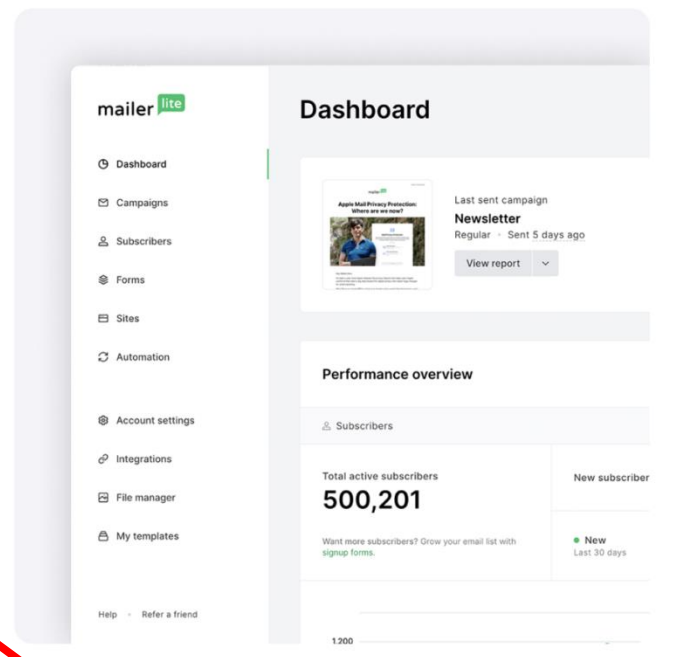 mailer lite
Dashboard
Dashboard
Campaigns
Subscribers
Forms
Sites
Automation
Account settings
Integrations
File manager
My templates
Help · Refer a friend
Apple Mail Privacy Protection:
Where are we now?
Last sent campaign
Newsletter
Regular · Sent 5 days ago
View report
Performance overview
Subscribers
Total active subscribers
500,201
Want more subscribers? Grow your email list with
signup forms.
New subscriber
New
Last 30 days
1,200